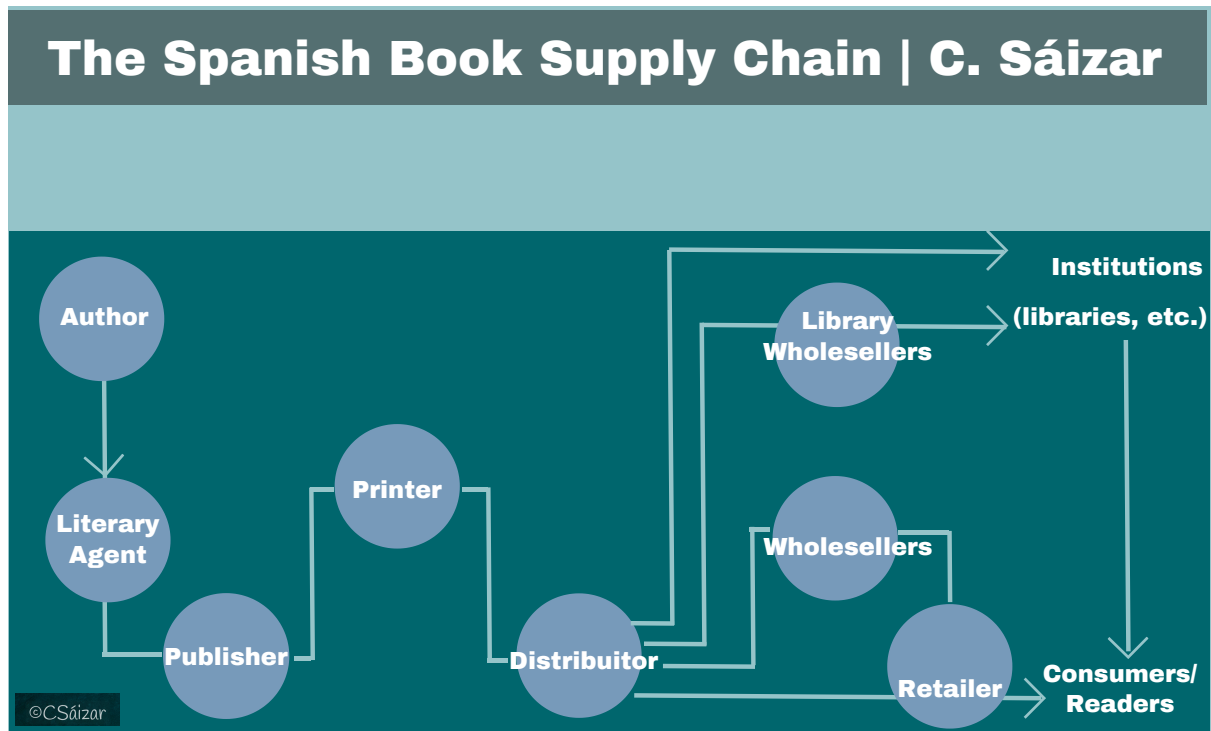 The Spanish Book Supply Chain | C. Sáizar
Author
Literary
Agent
Publisher
Printer
Distribuitor
Library
Wholesellers
Wholesellers
Retailer
Institutions
(libraries, etc.)
Consumers/
Readers
©CSáizar